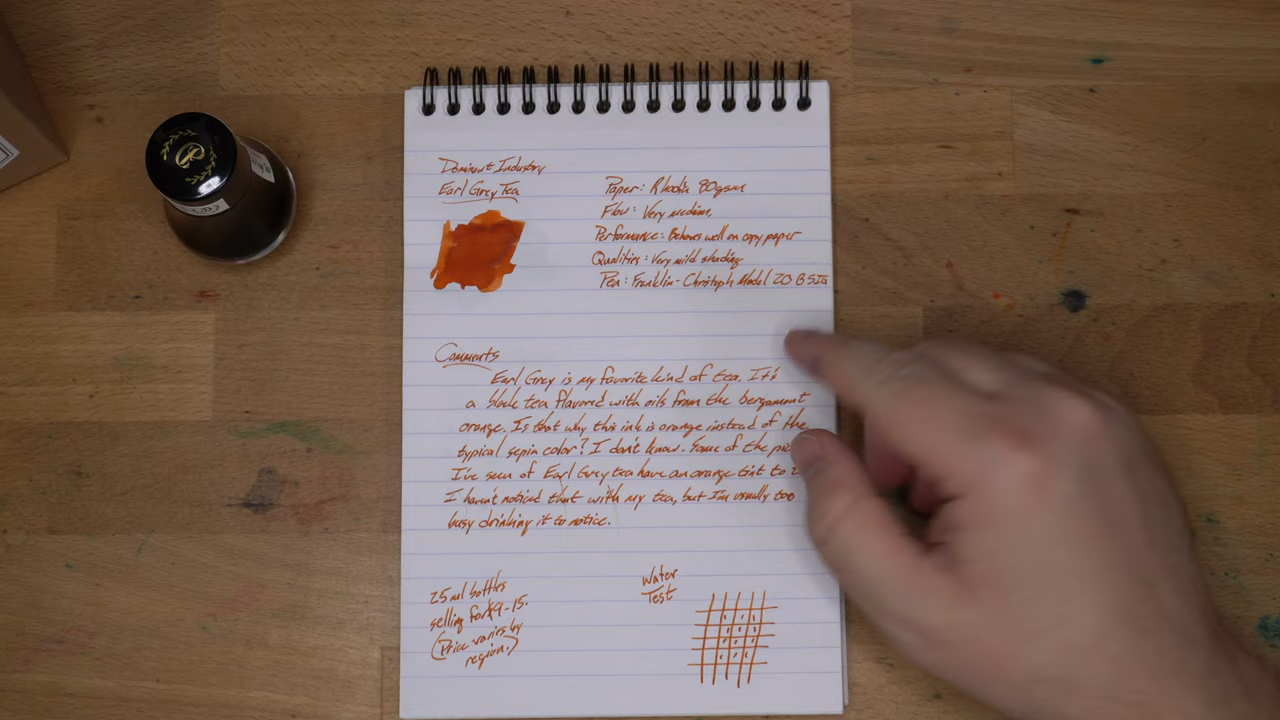 Dominant Industry
Earl Grey Tea
Paper: Rhodia 80gsm
Flow: Very medium.
Performance: Behaves well on copy paper
Qualities: Very mild shading
Pen: Franklin-Christoph Model 20 B SIG
Comments
Earl Grey is my favorite kind of tea. It's
a black tea flavored with oils from the bergamont
orange. Is that why this ink is orange instead of the
typical sepia color? I don't know. Some of the
I've seen of Earl Grey tea have an orange tint to
I haven't noticed that with my tea, but I'm usually too
busy drinking it to notice.
25ml bottles
selling for $9-15.
(Price varies by
region.)
Water
Test